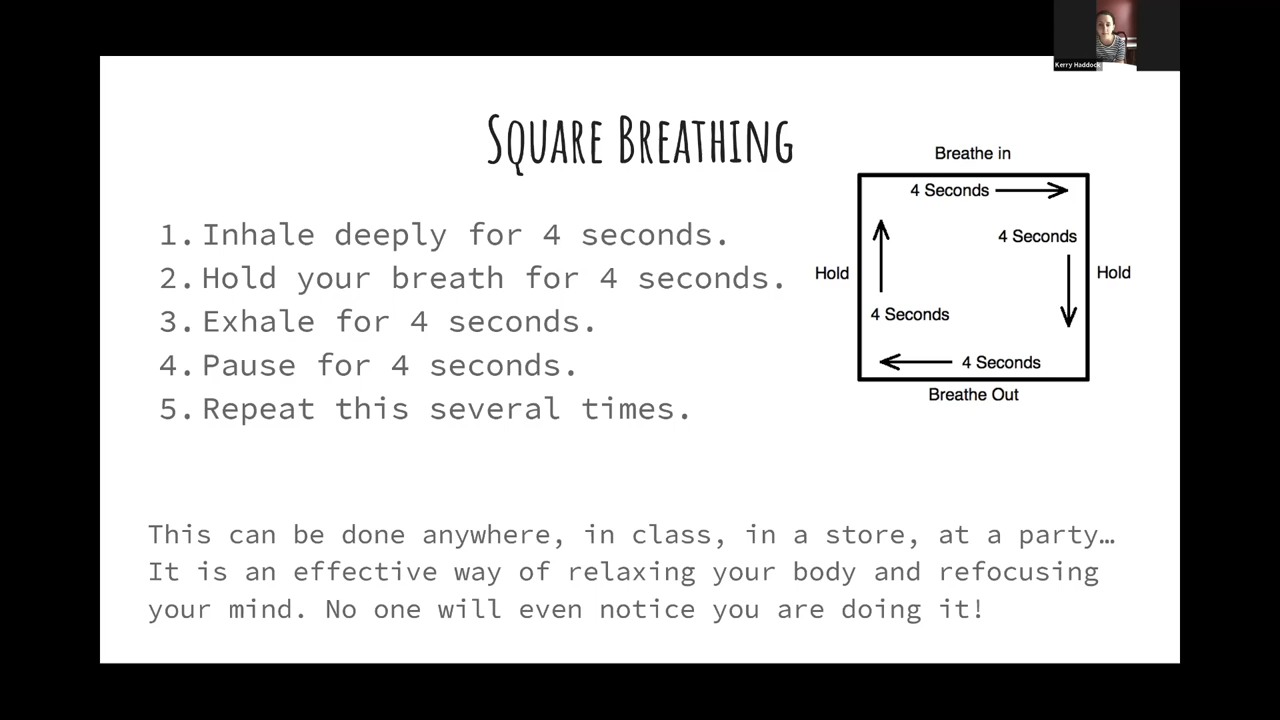 Kerry Haddock
Square Breathing
1. Inhale deeply for 4 seconds.
2. Hold your breath for 4 seconds.
3. Exhale for 4 seconds.
4. Pause for 4 seconds.
5. Repeat this several times.
Breathe in
4 Seconds
4 Seconds
Hold
Hold
4 Seconds
4 Seconds
Breathe Out
This can be done anywhere, in class, in a store, at a party…
It is an effective way of relaxing your body and refocusing
your mind. No one will even notice you are doing it!